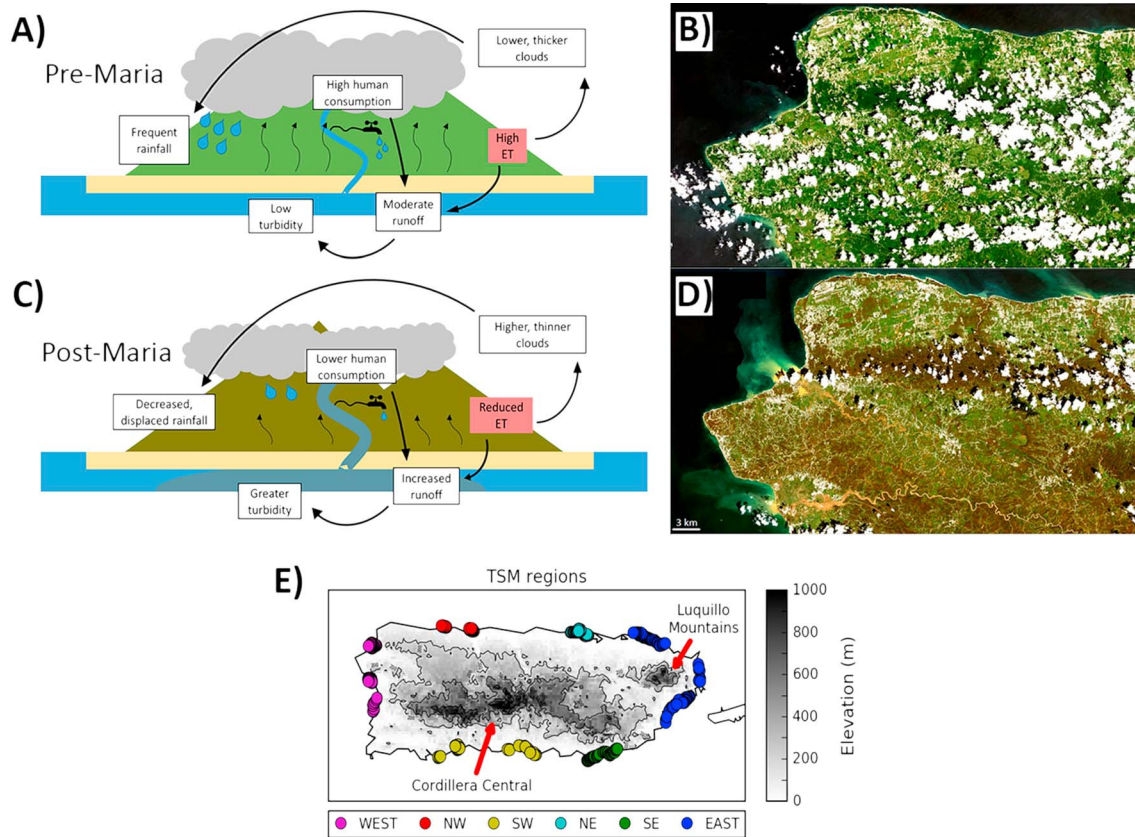 A)
Pre-Maria
Lower, thicker
clouds
High human
consumption
Frequent
rainfall
High
ET
Low
turbidity
Moderate
runoff
B)
C)
Post-Maria
Higher, thinner
clouds
Lower human
consumption
Decreased,
displaced rainfall
Reduced
ET
Greater
turbidity
Increased
runoff
D)
3 km
E)
TSM regions
Luquillo
Mountains
Cordillera Central
1000
800
600
400
200
0
Elevation (m)
WEST NW SW NE SE EAST